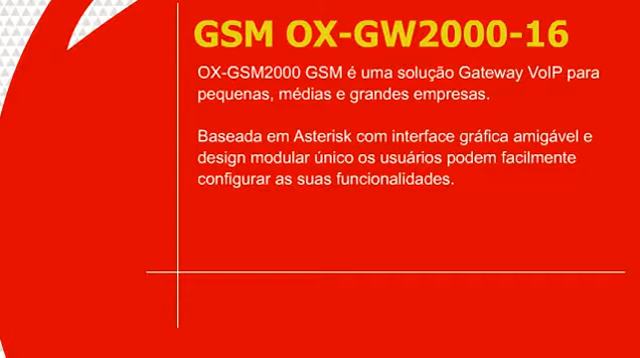 GSM OX-GW2000-16
OX-GSM2000 GSM é uma solução Gateway VoIP para
pequenas, médias e grandes empresas.
Baseada em Asterisk com interface gráfica amigável e
design modular único os usuários podem facilmente
configurar as suas funcionalidades.